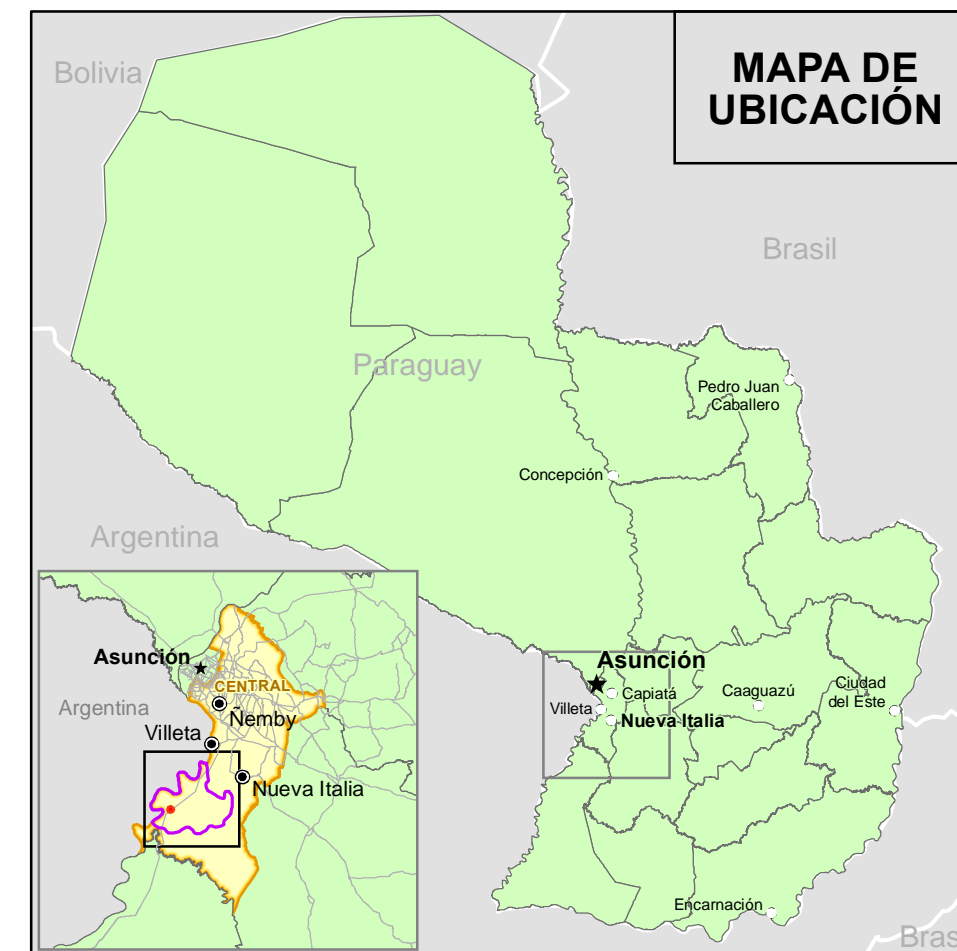 MAPA DE
UBICACIÓN
Bolivia
Brasil
Paraguay
Pedro Juan
Caballero
Concepción
Argentina
Asunción
Capiatá
Villeta
Nueva Italia
Caaguazú
Ciudad
del Este
Encarnación
Bras
Asunción
CENTRAL
Argentina
Ñemby
Villeta
Nueva Italia